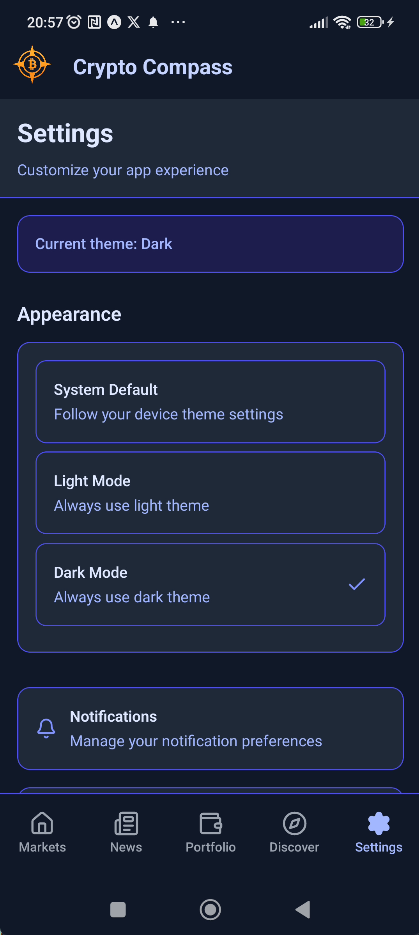 20:57
32
Crypto Compass
Settings
Customize your app experience
Current theme: Dark
Appearance
System Default
Follow your device theme settings
Light Mode
Always use light theme
Dark Mode
Always use dark theme
Notifications
Manage your notification preferences
Markets News Portfolio Discover Settings